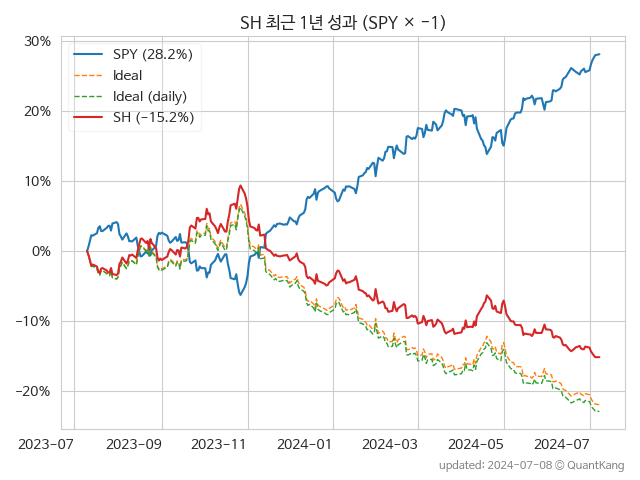 SH 최근 1년 성과 (SPY × −1)
SPY (28.2%)
Ideal
Ideal (daily)
SH (−15.2%)
30%
20%
10%
0%
−10%
−20%
2023-07
2023-09
2023-11
2024-01
2024-03
2024-05
2024-07
updated: 2024-07-08 © QuantKang